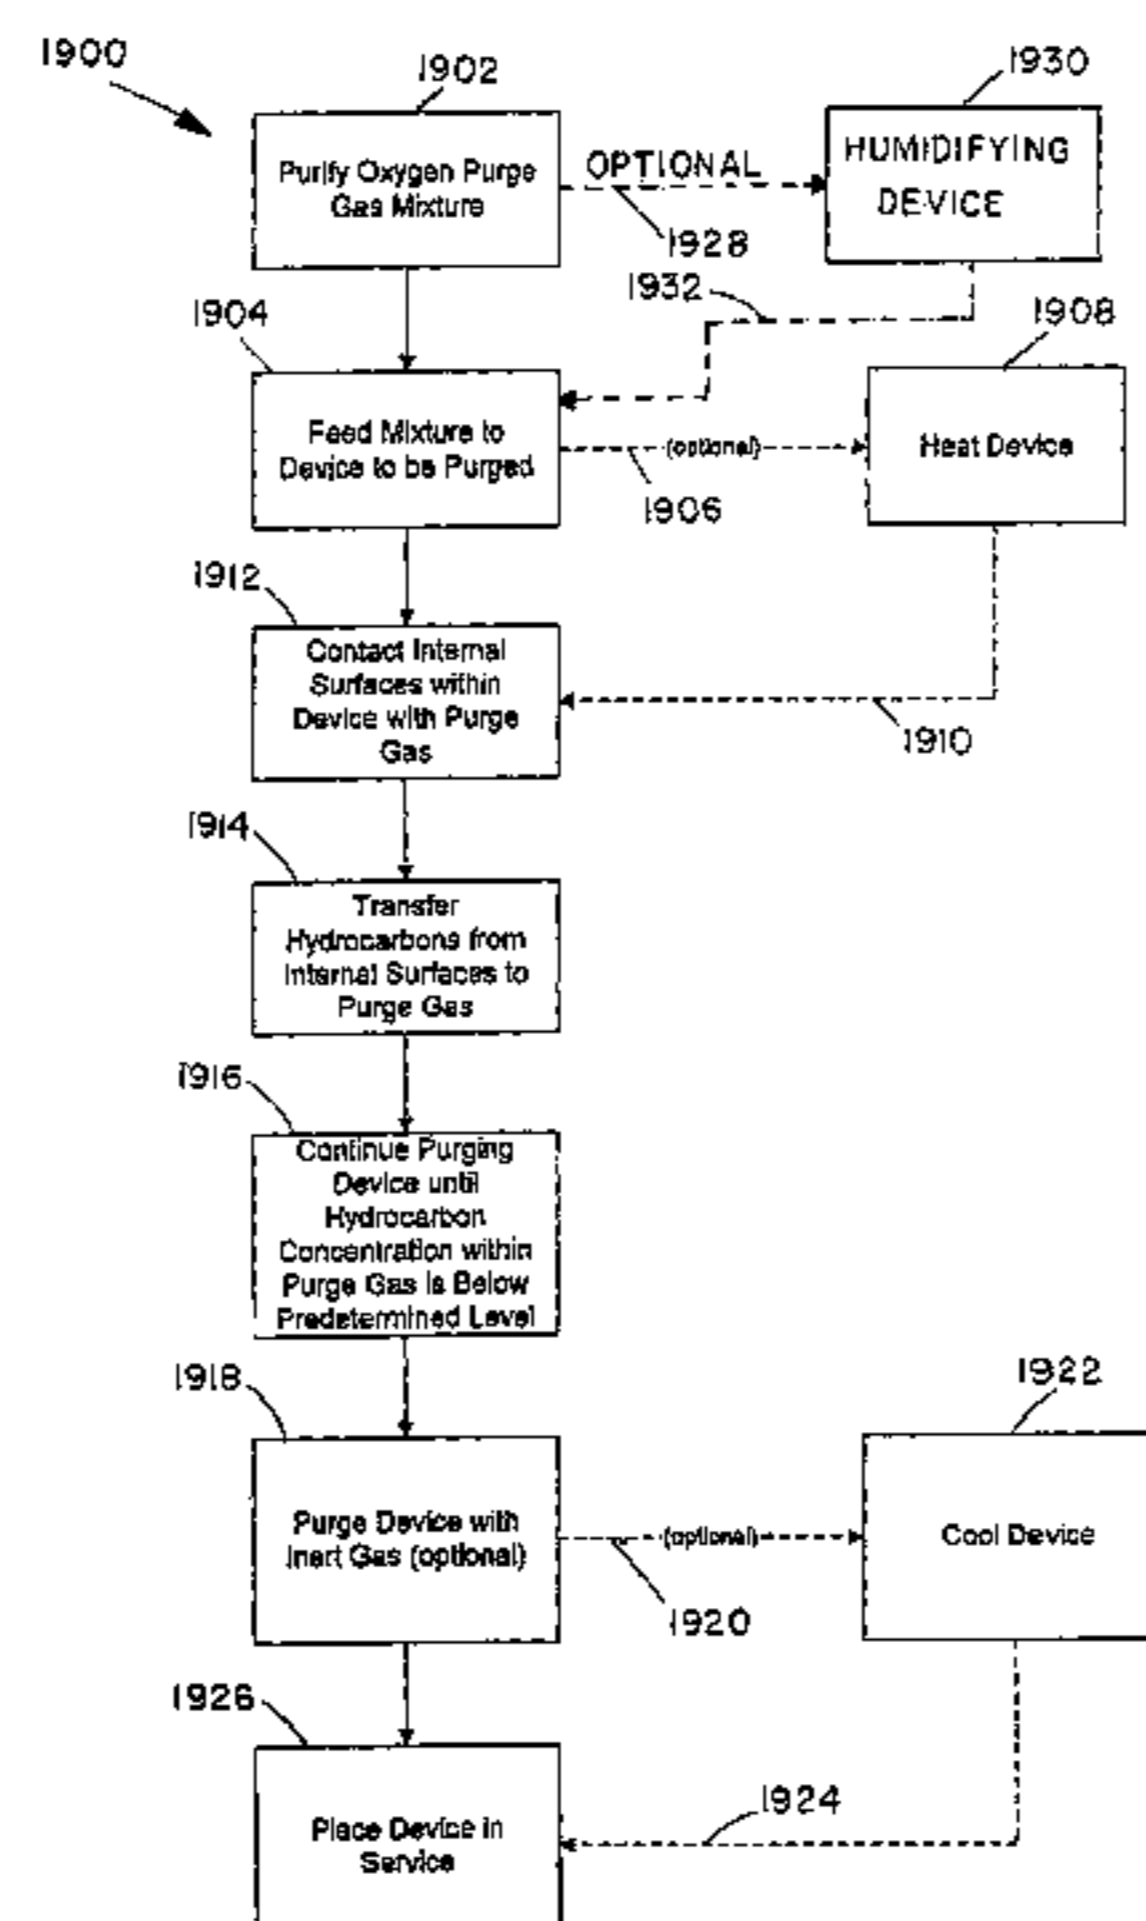 1900
1902
1930
Purify Oxygen Purge
Gas Mixture
OPTIONAL
HUMIDIFYING
DEVICE
1928
1932
1904
1908
Feed Mixture to
Device to be Purged
(optional)
Heat Device
1906
1912
Contact Internal
Surfaces within
Device with Purge
Gas
1910
1914
Transfer
Hydrocarbons from
Internal Surfaces to
Purge Gas
1916
Continue Purging
Device until
Hydrocarbon
Concentration within
Purge Gas is Below
Predetermined Level
1918
1922
Purge Device with
Inert Gas (optional)
(optional)
Cool Device
1920
1926
1924
Place Device in
Service